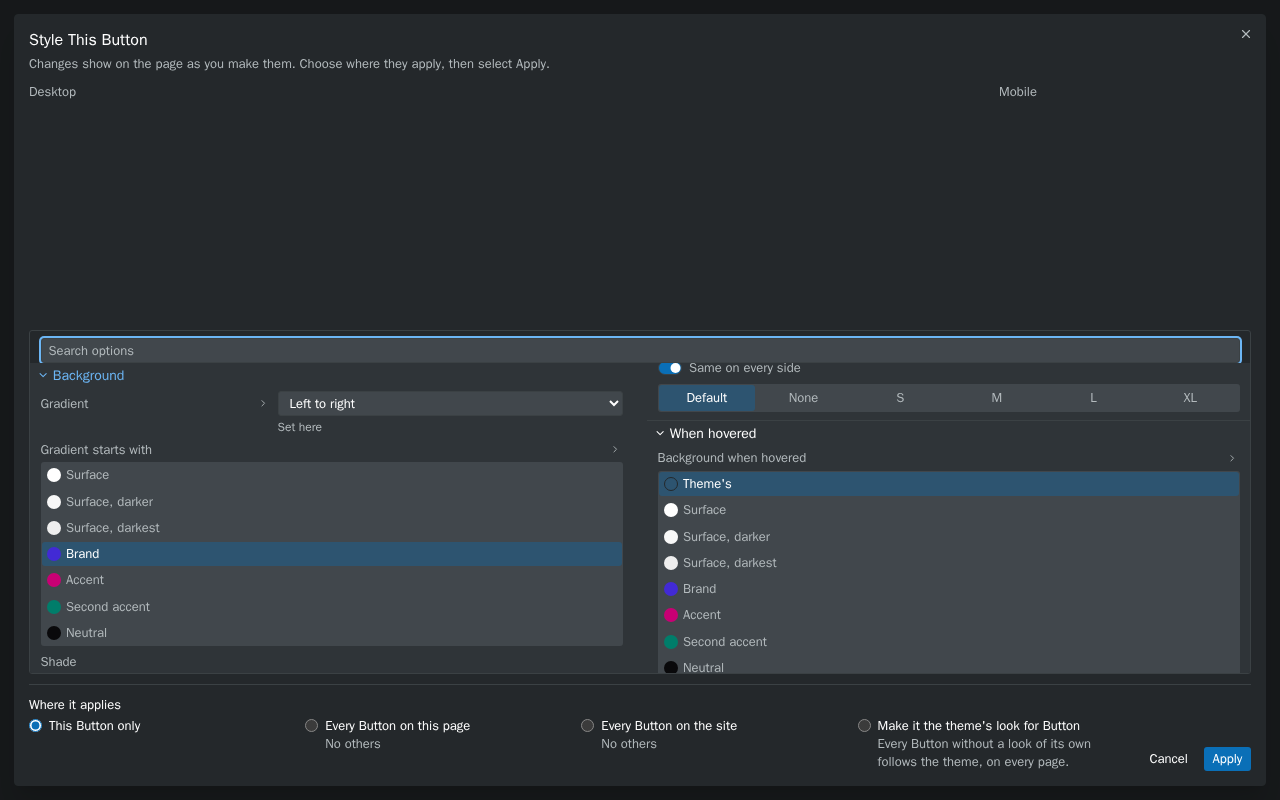 Style This Button
Changes show on the page as you make them. Choose where they apply, then select Apply.
Desktop
Mobile
Search options
Background
Gradient
Left to right
Set here
Gradient starts with
Surface
Surface, darker
Surface, darkest
Brand
Accent
Second accent
Neutral
Shade
Same on every side
Default None S M L XL
When hovered
Background when hovered
Theme's
Surface
Surface, darker
Surface, darkest
Brand
Accent
Second accent
Neutral
Where it applies
This Button only
Every Button on this page
No others
Every Button on the site
No others
Make it the theme's look for Button
Every Button without a look of its own
follows the theme, on every page.
Cancel
Apply